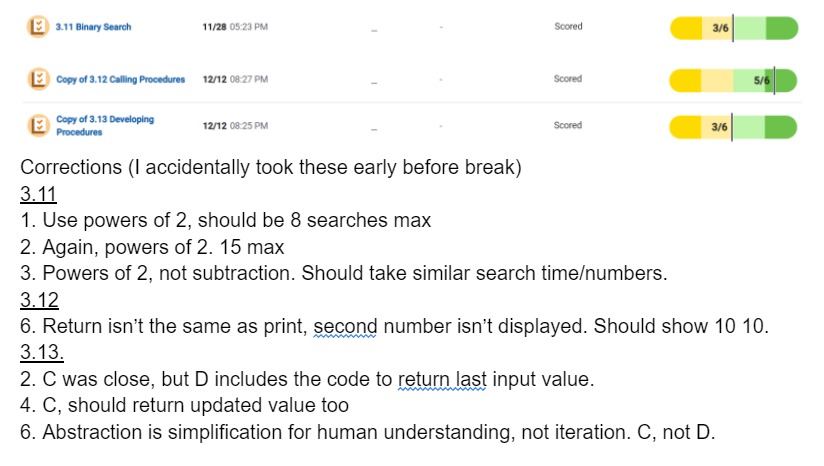 3.11 Binary Search 11/28 05:23 PM -- - Scored 3/6
Copy of 3.12 Calling Procedures 12/12 08:27 PM -- - Scored 5/6
Copy of 3.13 Developing
Procedures 12/12 08:25 PM -- Scored 3/6
Corrections (I accidentally took these early before break)
3.11
1. Use powers of 2, should be 8 searches max
2. Again, powers of 2. 15 max
3. Powers of 2, not subtraction. Should take similar search time/numbers.
3.12
6. Return isn’t the same as print, second number isn’t displayed. Should show 10 10.
3.13.
2. C was close, but D includes the code to return last input value.
4. C, should return updated value too
6. Abstraction is simplification for human understanding, not iteration. C, not D.